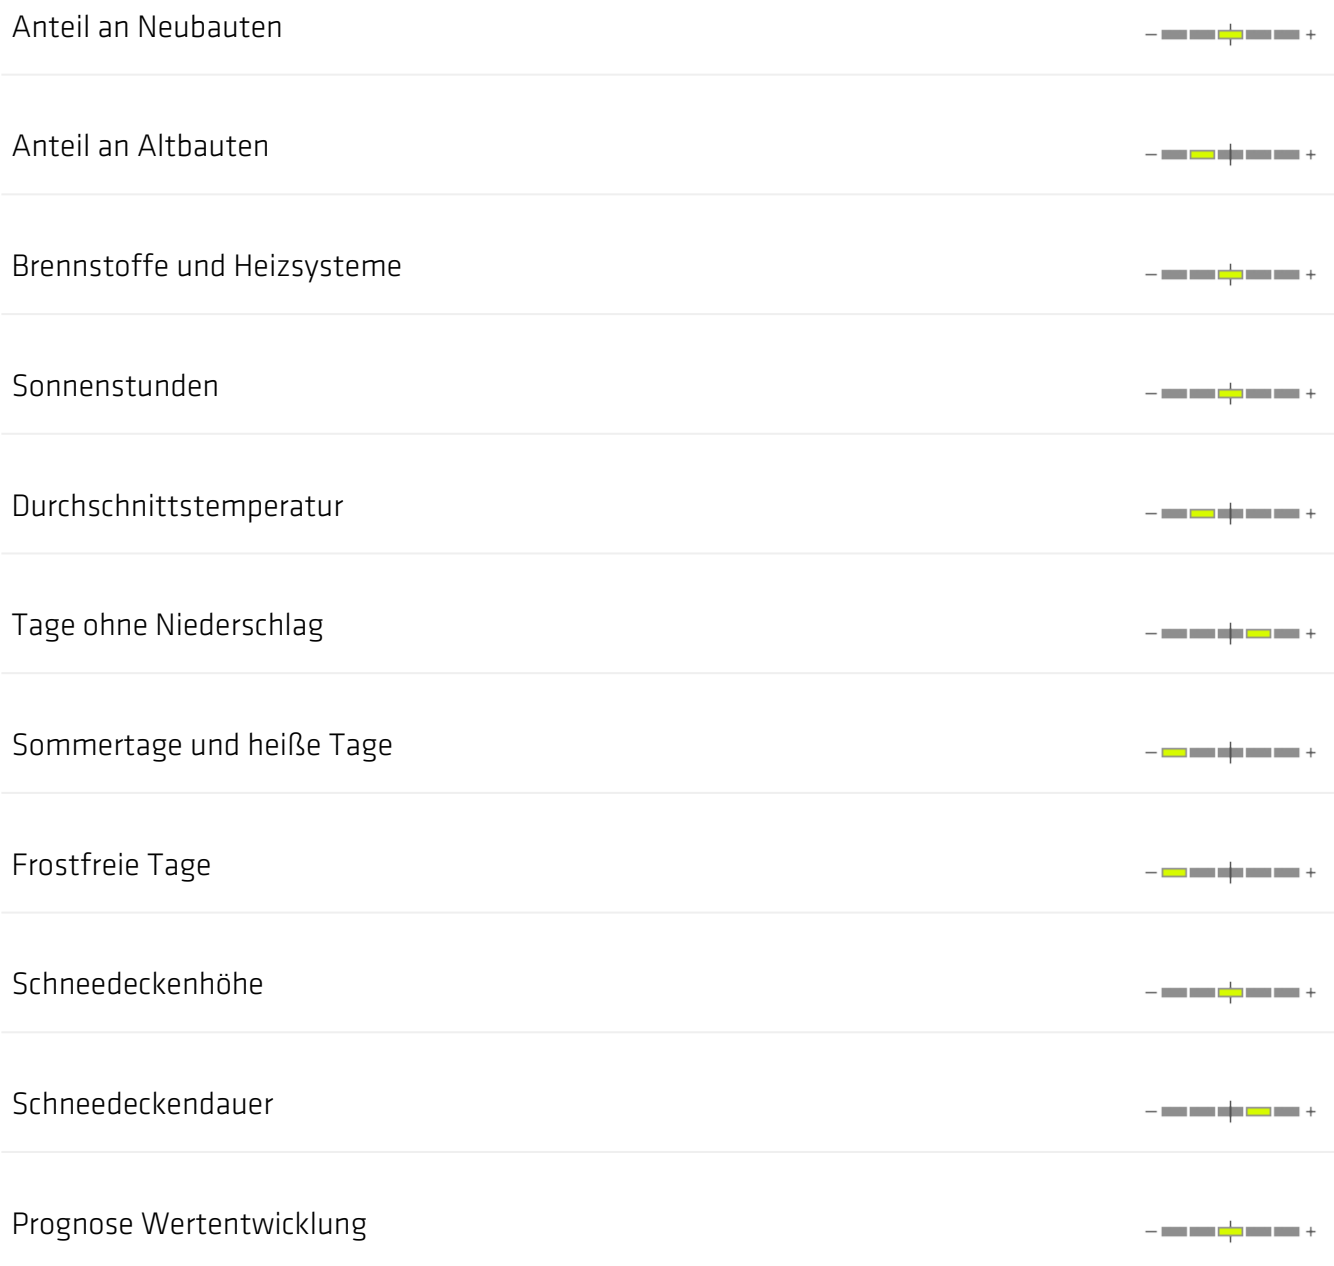 Anteil an Neubauten − +
Anteil an Altbauten − +
Brennstoffe und Heizsysteme − +
Sonnenstunden − +
Durchschnittstemperatur − +
Tage ohne Niederschlag − +
Sommertage und heiße Tage − +
Frostfreie Tage − +
Schneedeckenhöhe − +
Schneedeckendauer − +
Prognose Wertentwicklung − +